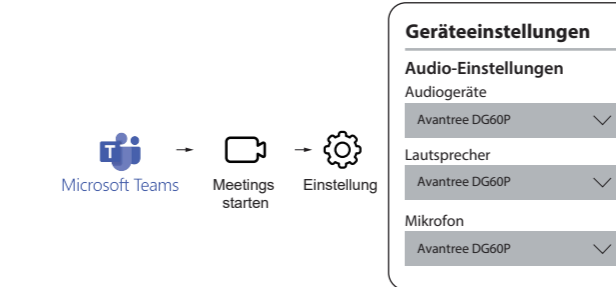 T
Microsoft Teams
Meetings
starten
Einstellung
Geräteeinstellungen
Audio-Einstellungen
Audiogeräte
Avantree DG60P
Lautsprecher
Avantree DG60P
Mikrofon
Avantree DG60P